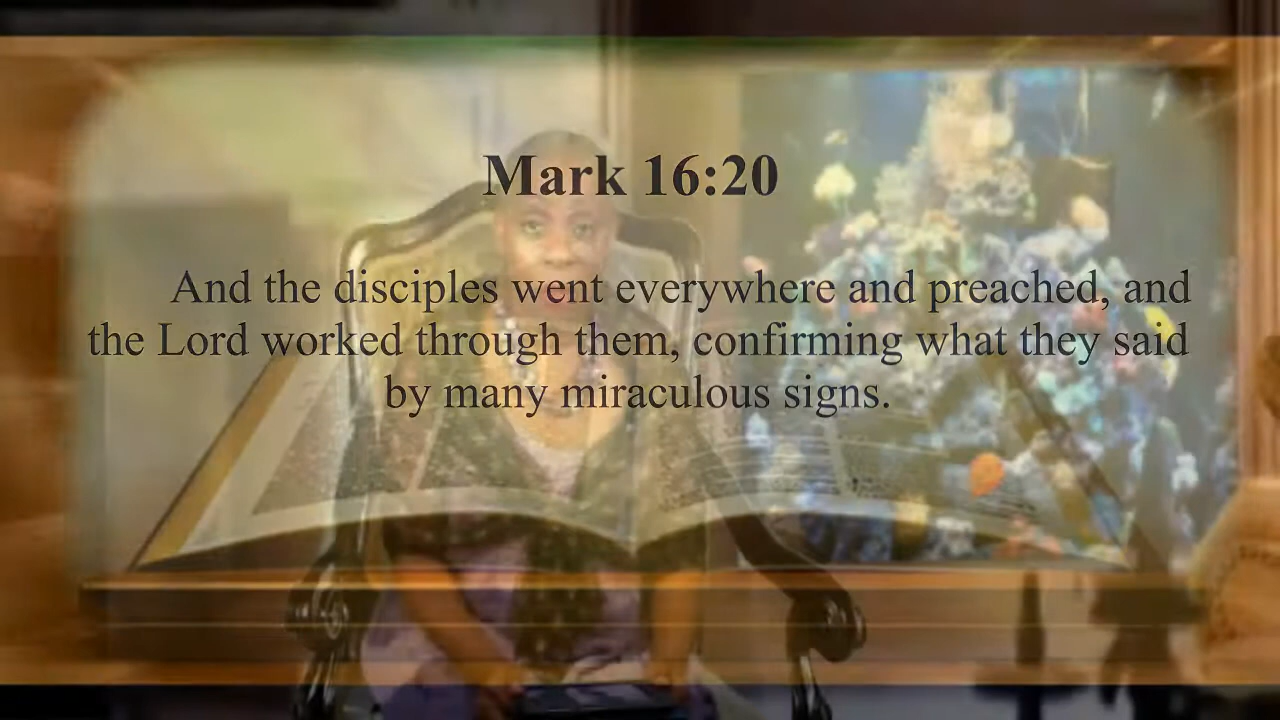 Mark 16:20
And the disciples went everywhere and preached, and
the Lord worked through them, confirming what they said
by many miraculous signs.